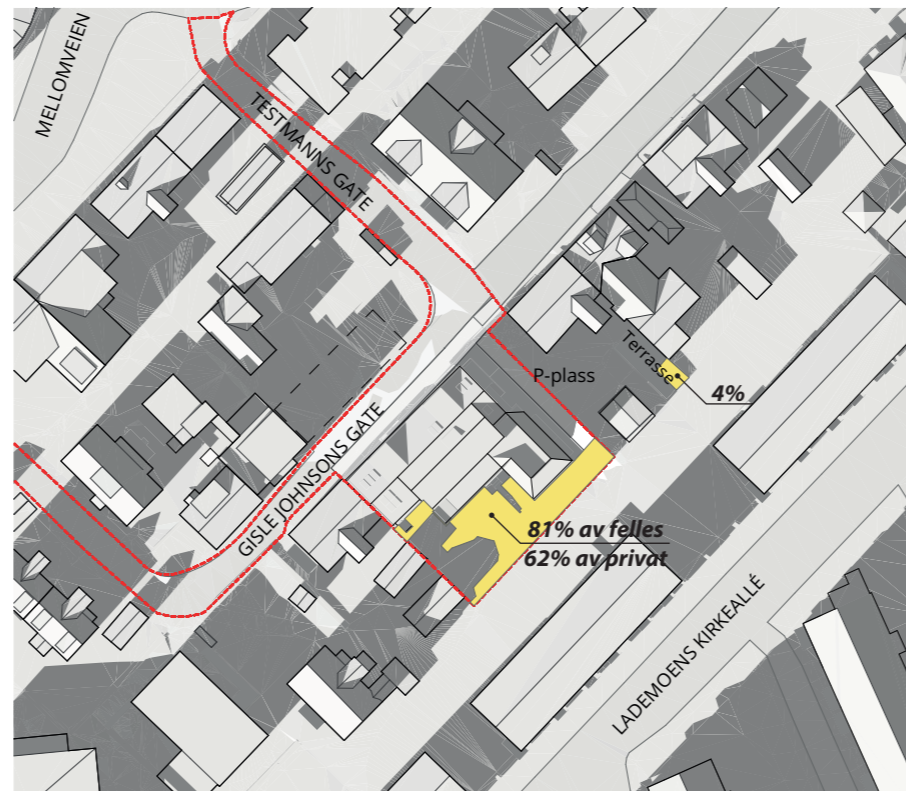 MELLOMVEIEN
TESTMANNS GATE
Terrasse
P-plass
4%
GISLE JOHNSONS GATE
81% av felles
62% av privat
LADEMOENS KIRKEALLÉ